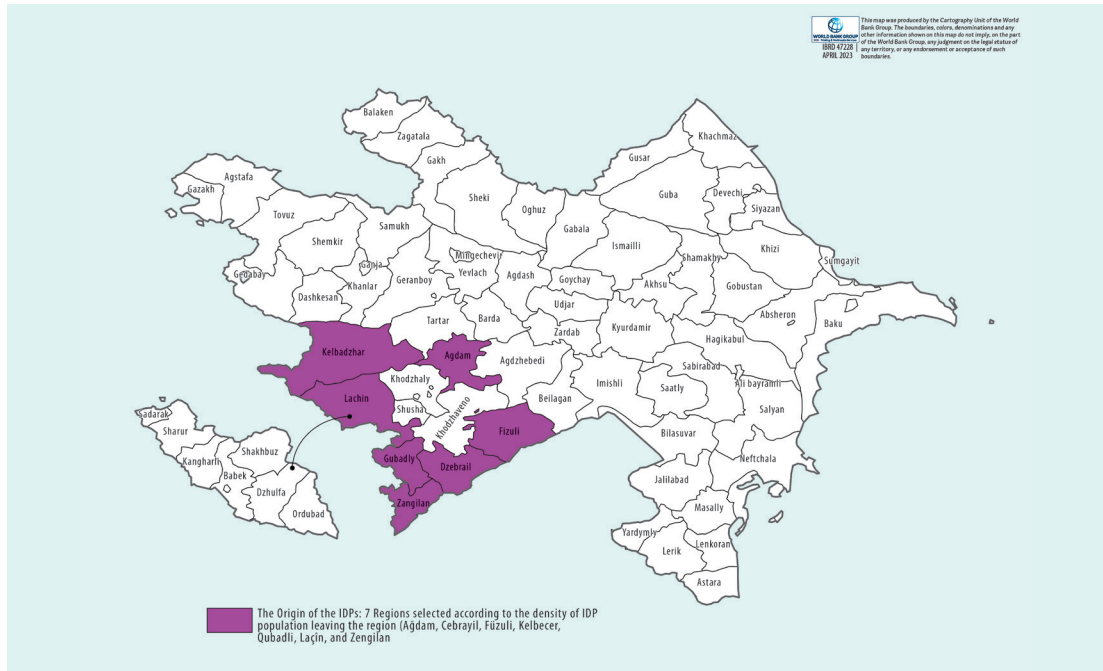 WORLD BANK GROUP
IBRD 47228
APRIL 2023
This map was produced by the Cartography Unit of the World
Bank Group. The boundaries, colors, denominations and any
other information shown on this map do not imply, on the part
of the World Bank Group, any judgment on the legal status of
any territory, or any endorsement or acceptance of such
boundaries.
Balaken
Zagatala
Khachmaz
Gakh
Gusar
Agstafa
Gazakh
Sheki
Guba
Devechi
Oghuz
Siyazan
Tovuz
Samukh
Gabala
Shemkir
Ismailli
Khizi
Mingechevir
Shamakhy
Sumgayit
Ganja
Gedabay
Yevlach
Agdash
Geranboy
Goychay
Akhsu
Gobustan
Khanlar
Dashkesan
Udjar
Absheron
Tartar
Barda
Baku
Zardab
Kyurdamir
Hagikabul
Kelbadzhar
Agdam
Agdzhebedi
Sabirabad
Khodzhaly
Imishli
Saatly
Ali bayramli
Lachin
Beilagan
Shusha
Salyan
Khodzhaveno
Sadarak
Sharur
Fizuli
Bilasuvar
Shakhbuz
Kangharli
Gubadly
Neftchala
Dzebrail
Babek
Jalilabad
Dzhulfa
Zangilan
Masally
Ordubad
Yardymly
Lenkoran
Lerik
Astara
The Origin of the IDPs: 7 Regions selected according to the density of IDP
population leaving the region (Ağdam, Cebrayil, Füzuli, Kelbecer,
Qubadli, Laçîn, and Zengilan